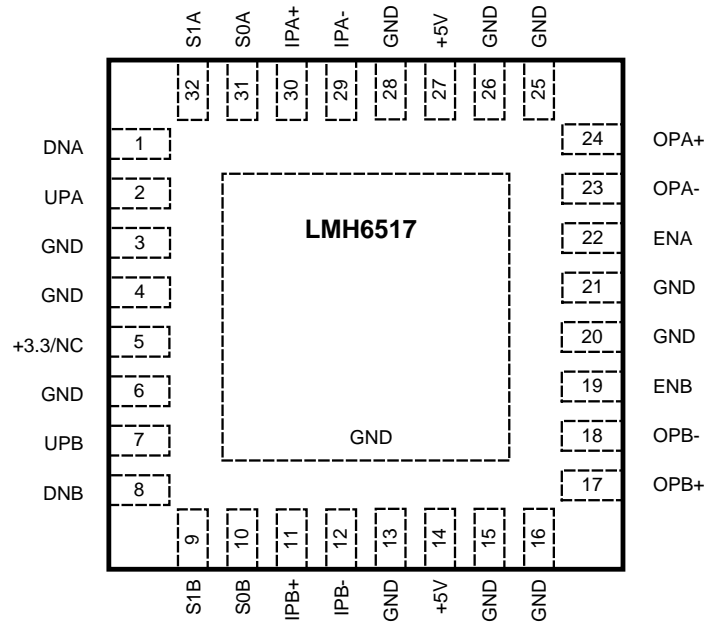 S1A S0A IPA+ IPA- GND +5V GND GND
32 31 30 29 28 27 26 25
DNA 1 24 OPA+
UPA 2 23 OPA-
GND 3 LMH6517 22 ENA
GND 4 21 GND
+3.3/NC 5 20 GND
GND 6 19 ENB
UPB 7 GND 18 OPB-
DNB 8 17 OPB+
9 10 11 12 13 14 15 16
S1B S0B IPB+ IPB- GND +5V GND GND